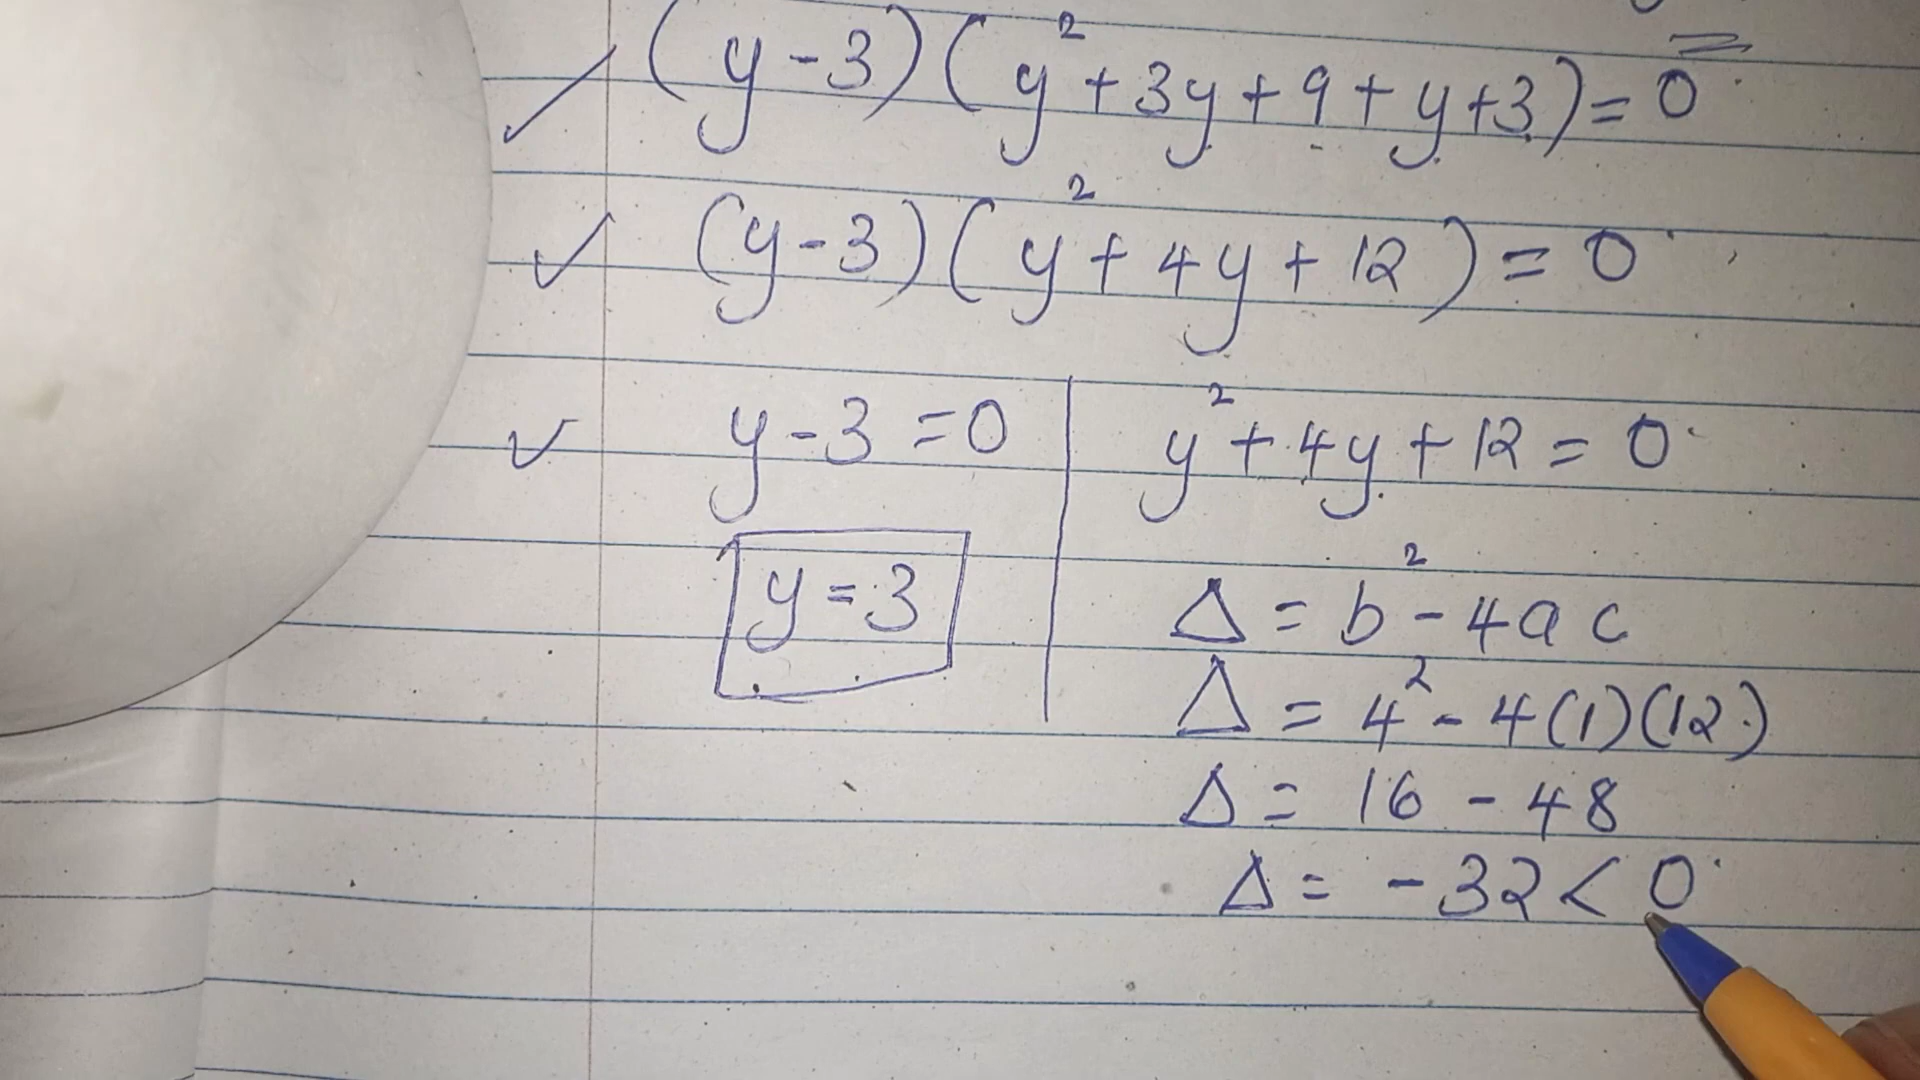 (y-3)(y²+3y+9+y+3)=0
(y-3)(y²+4y+12)=0
y-3=0 | y²+4y+12=0
y=3
Δ=b²-4ac
Δ=4²-4(1)(12)
Δ=16-48
Δ=-32<0